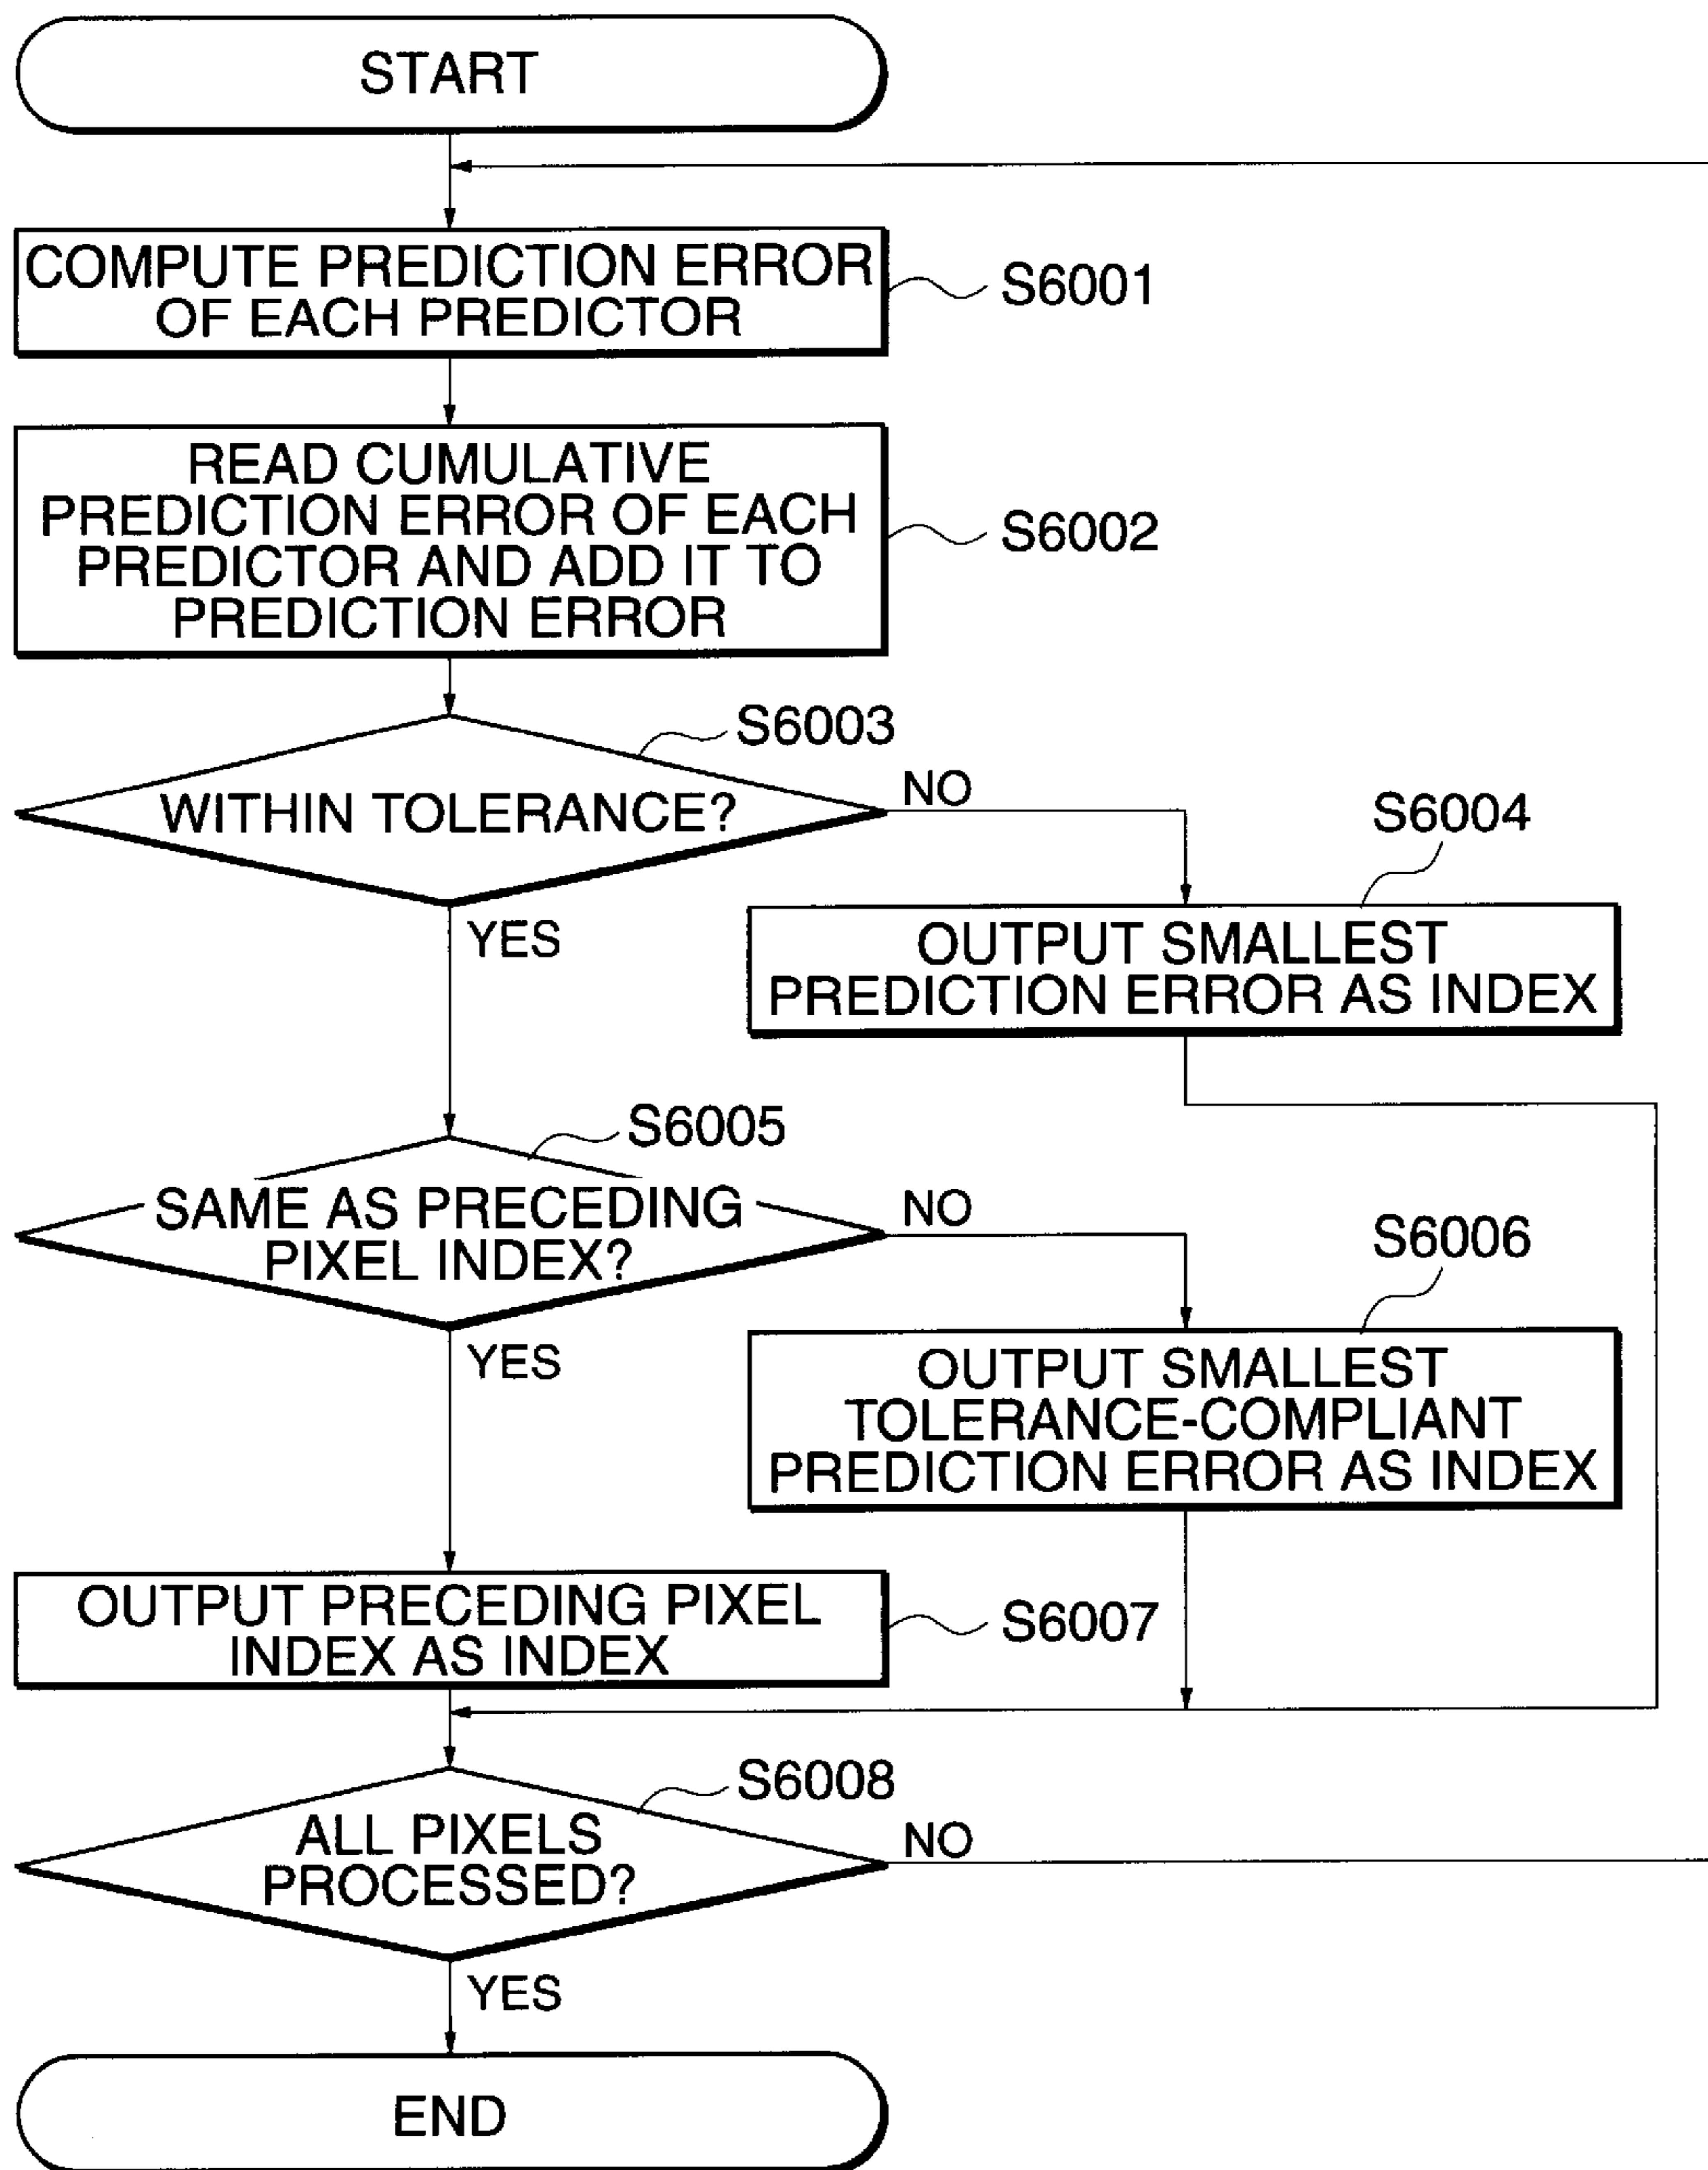 START
COMPUTE PREDICTION ERROR
OF EACH PREDICTOR
S6001
READ CUMULATIVE
PREDICTION ERROR OF EACH
PREDICTOR AND ADD IT TO
PREDICTION ERROR
S6002
S6003
WITHIN TOLERANCE?
NO
YES
S6004
OUTPUT SMALLEST
PREDICTION ERROR AS INDEX
S6005
SAME AS PRECEDING
PIXEL INDEX?
NO
YES
S6006
OUTPUT SMALLEST
TOLERANCE-COMPLIANT
PREDICTION ERROR AS INDEX
OUTPUT PRECEDING PIXEL
INDEX AS INDEX
S6007
S6008
ALL PIXELS
PROCESSED?
NO
YES
END